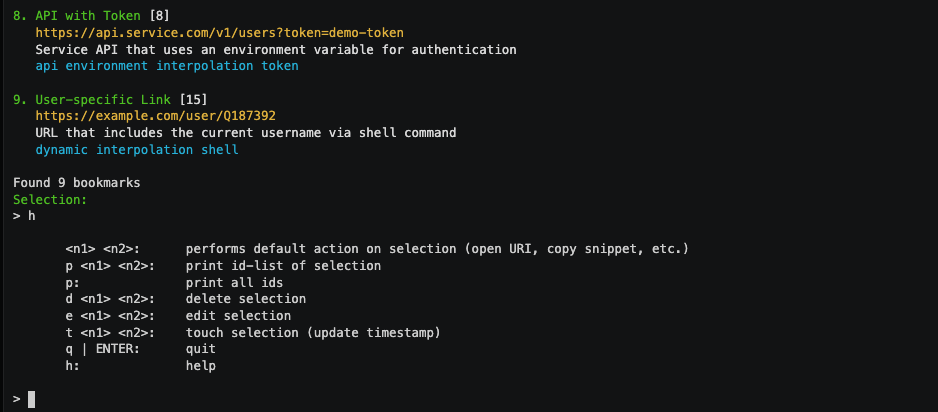 8. API with Token [8]
https://api.service.com/v1/users?token=demo-token
Service API that uses an environment variable for authentication
api environment interpolation token
9. User-specific Link [15]
https://example.com/user/Q187392
URL that includes the current username via shell command
dynamic interpolation shell
Found 9 bookmarks
Selection:
> h
<n1> <n2>: performs default action on selection (open URI, copy snippet, etc.)
p <n1> <n2>: print id-list of selection
p: print all ids
d <n1> <n2>: delete selection
e <n1> <n2>: edit selection
t <n1> <n2>: touch selection (update timestamp)
q | ENTER: quit
h: help
>